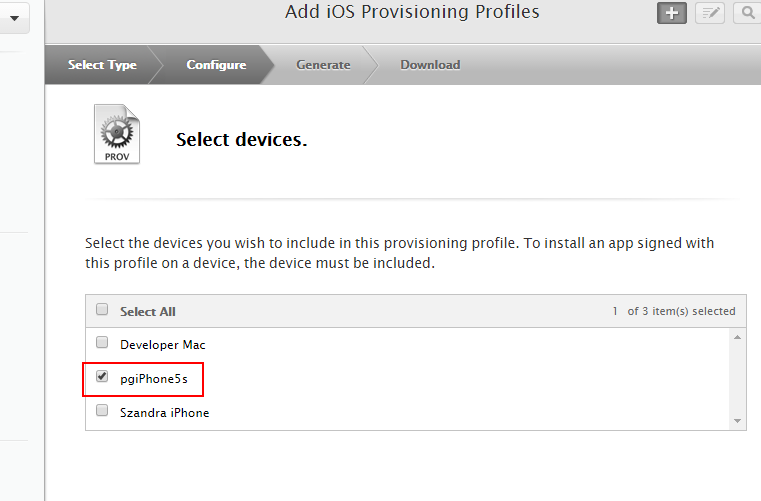 Add iOS Provisioning Profiles
Select Type Configure Generate Download
PROV
Select devices.
Select the devices you wish to include in this provisioning profile. To install an app signed with
this profile on a device, the device must be included.
Select All 1 of 3 item(s) selected
Developer Mac
pgiPhone5s
Szandra iPhone